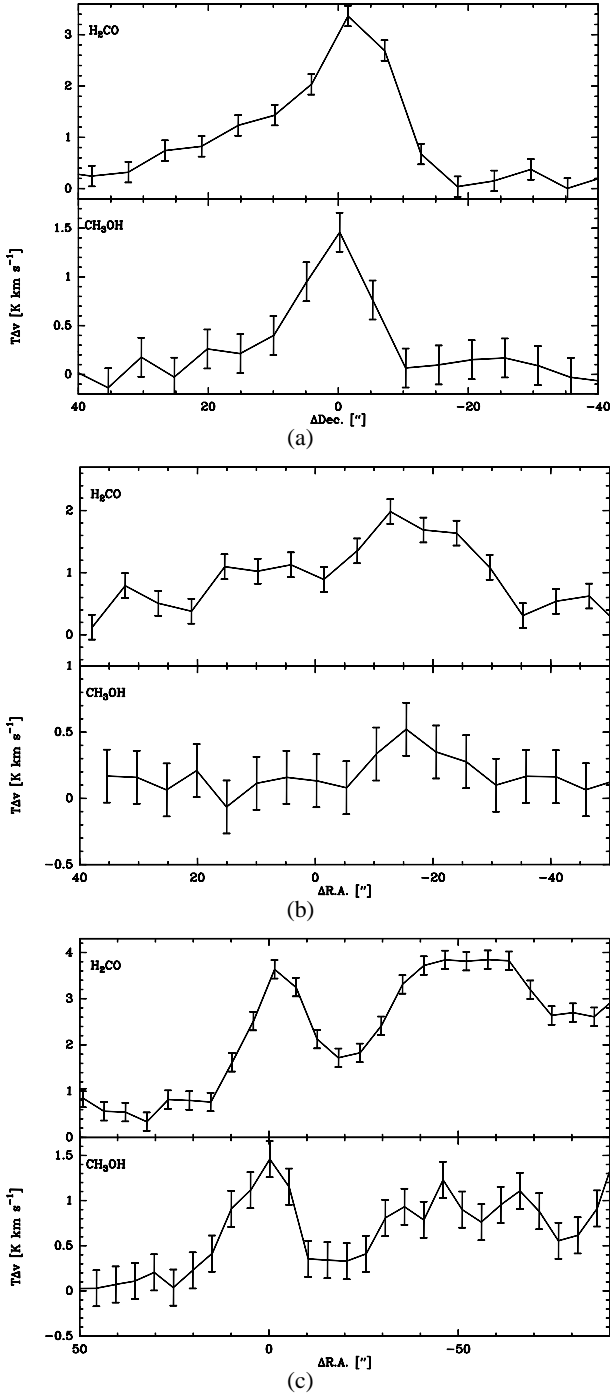 H₂CO
3
2
1
0
CH₃OH
1.5
1
0.5
0
TΔv [K km s⁻¹]
40 20 0 −20 −40
ΔDec. ["]
(a)
H₂CO
2
1
0
1
CH₃OH
0.5
0
−0.5
TΔv [K km s⁻¹]
40 20 0 −20 −40
ΔR.A. ["]
(b)
4
H₂CO
3
2
1
0
CH₃OH
1.5
1
0.5
0
−0.5
TΔv [K km s⁻¹]
50 0 −50
ΔR.A. ["]
(c)